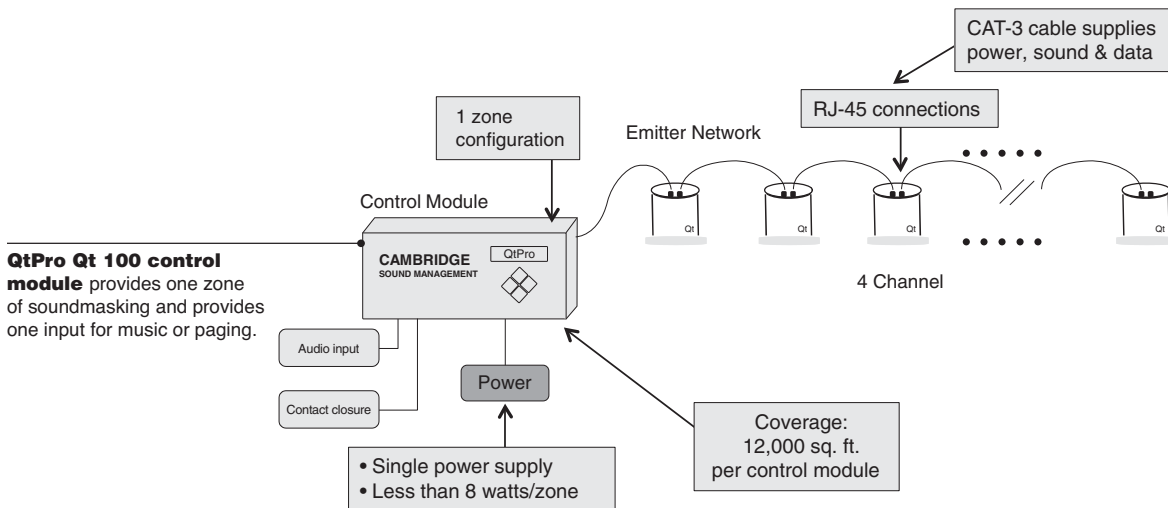 CAT-3 cable supplies
power, sound & data
RJ-45 connections
1 zone
configuration
Emitter Network
Control Module
Qt
Qt
Qt
Qt
QtPro
CAMBRIDGE
SOUND MANAGEMENT
QtPro Qt 100 control
module provides one zone
of soundmasking and provides
one input for music or paging.
4 Channel
Audio input
Contact closure
Power
• Single power supply
• Less than 8 watts/zone
Coverage:
12,000 sq. ft.
per control module